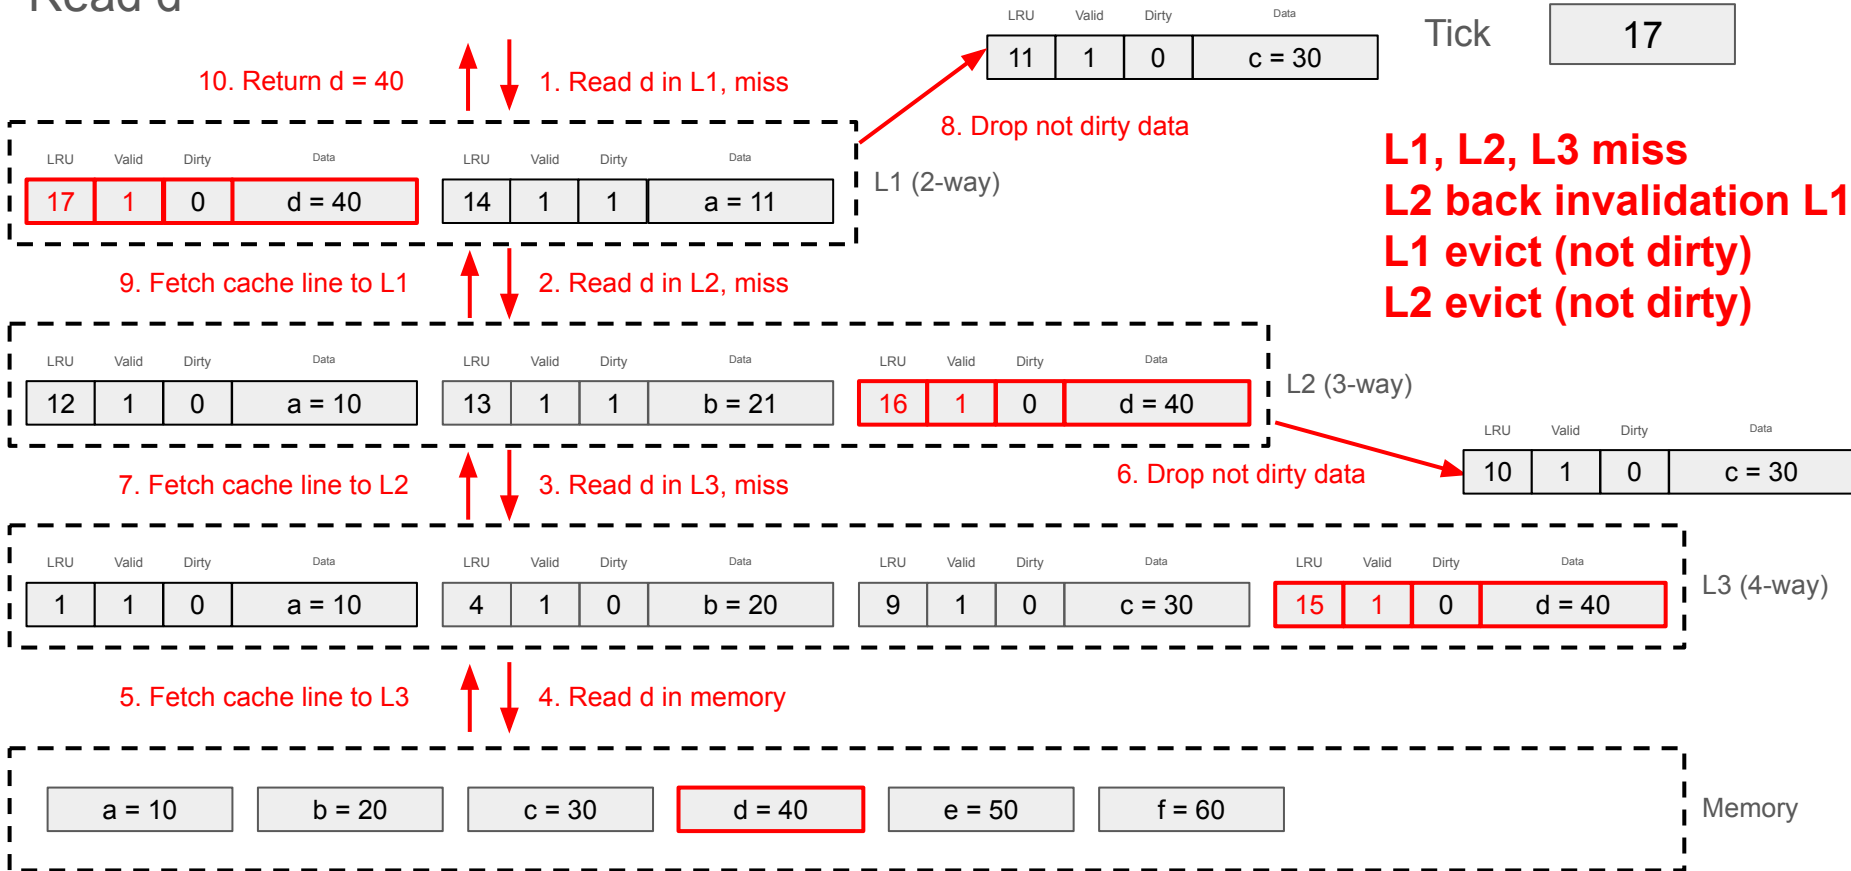 Read d
LRU Valid Dirty Data
11 1 0 c = 30
Tick 17
10. Return d = 40
1. Read d in L1, miss
8. Drop not dirty data
L1, L2, L3 miss
L2 back invalidation L1
L1 evict (not dirty)
L2 evict (not dirty)
LRU Valid Dirty Data LRU Valid Dirty Data
17 1 0 d = 40 14 1 1 a = 11
L1 (2-way)
9. Fetch cache line to L1
2. Read d in L2, miss
LRU Valid Dirty Data LRU Valid Dirty Data LRU Valid Dirty Data
12 1 0 a = 10 13 1 1 b = 21 16 1 0 d = 40
L2 (3-way)
7. Fetch cache line to L2
3. Read d in L3, miss
6. Drop not dirty data
LRU Valid Dirty Data
10 1 0 c = 30
LRU Valid Dirty Data LRU Valid Dirty Data LRU Valid Dirty Data LRU Valid Dirty Data
1 1 0 a = 10 4 1 0 b = 20 9 1 0 c = 30 15 1 0 d = 40
L3 (4-way)
5. Fetch cache line to L3
4. Read d in memory
a = 10 b = 20 c = 30 d = 40 e = 50 f = 60
Memory